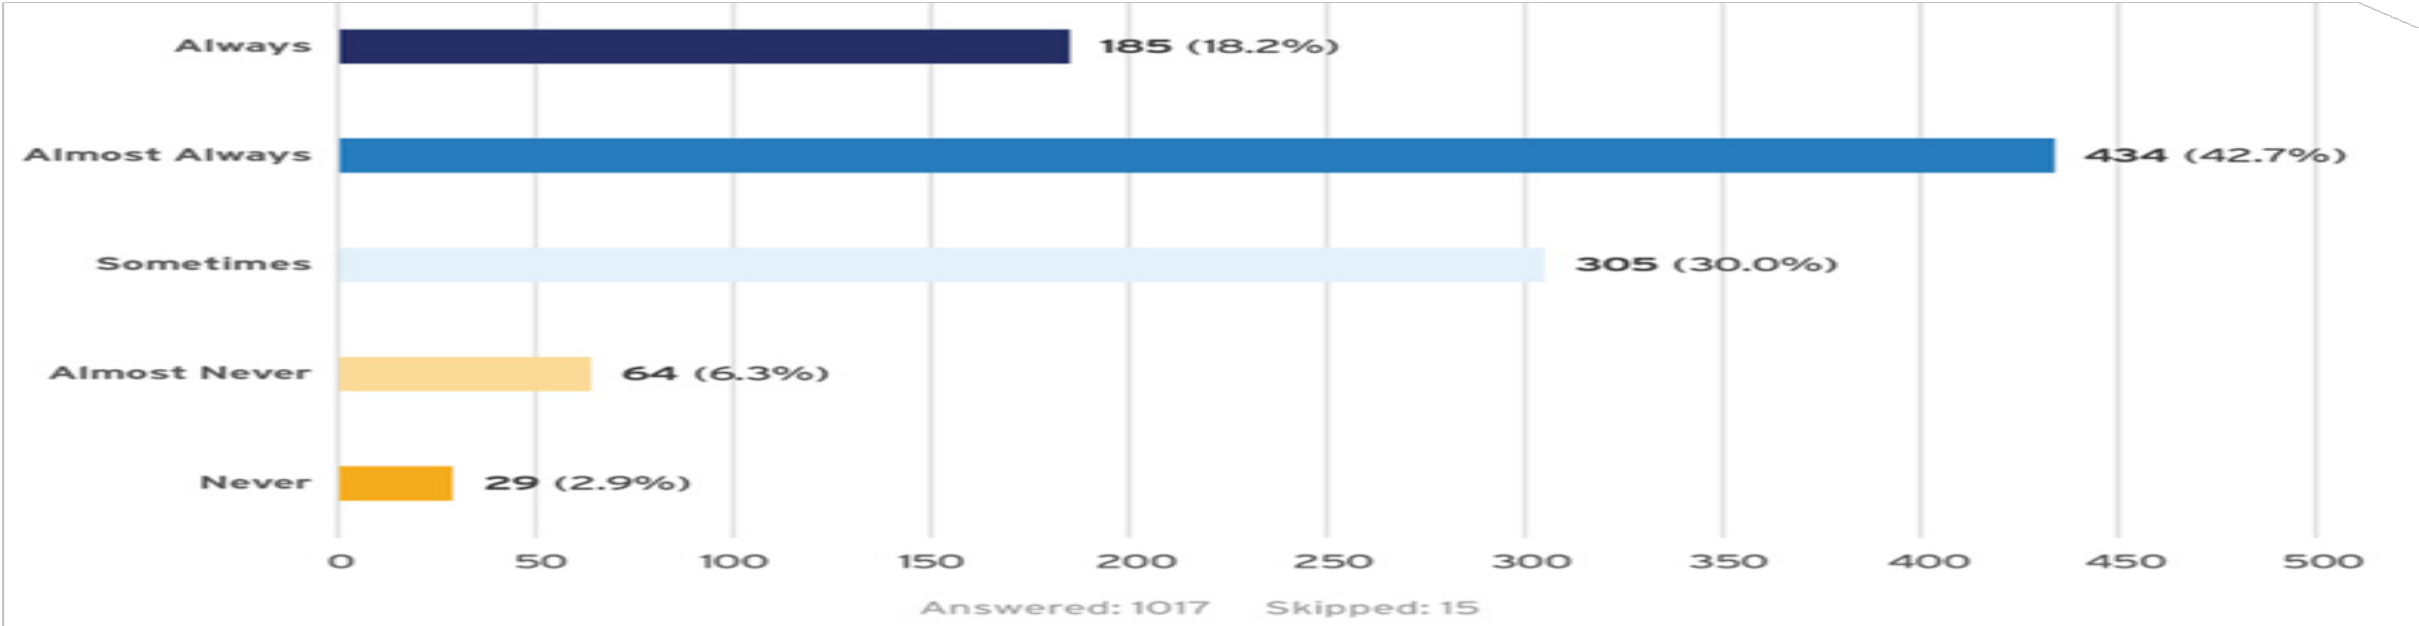 Always 185 (18.2%)
Almost Always 434 (42.7%)
Sometimes 305 (30.0%)
Almost Never 64 (6.3%)
Never 29 (2.9%)
0 50 100 150 200 250 300 350 400 450 500
Answered: 1017 Skipped: 15